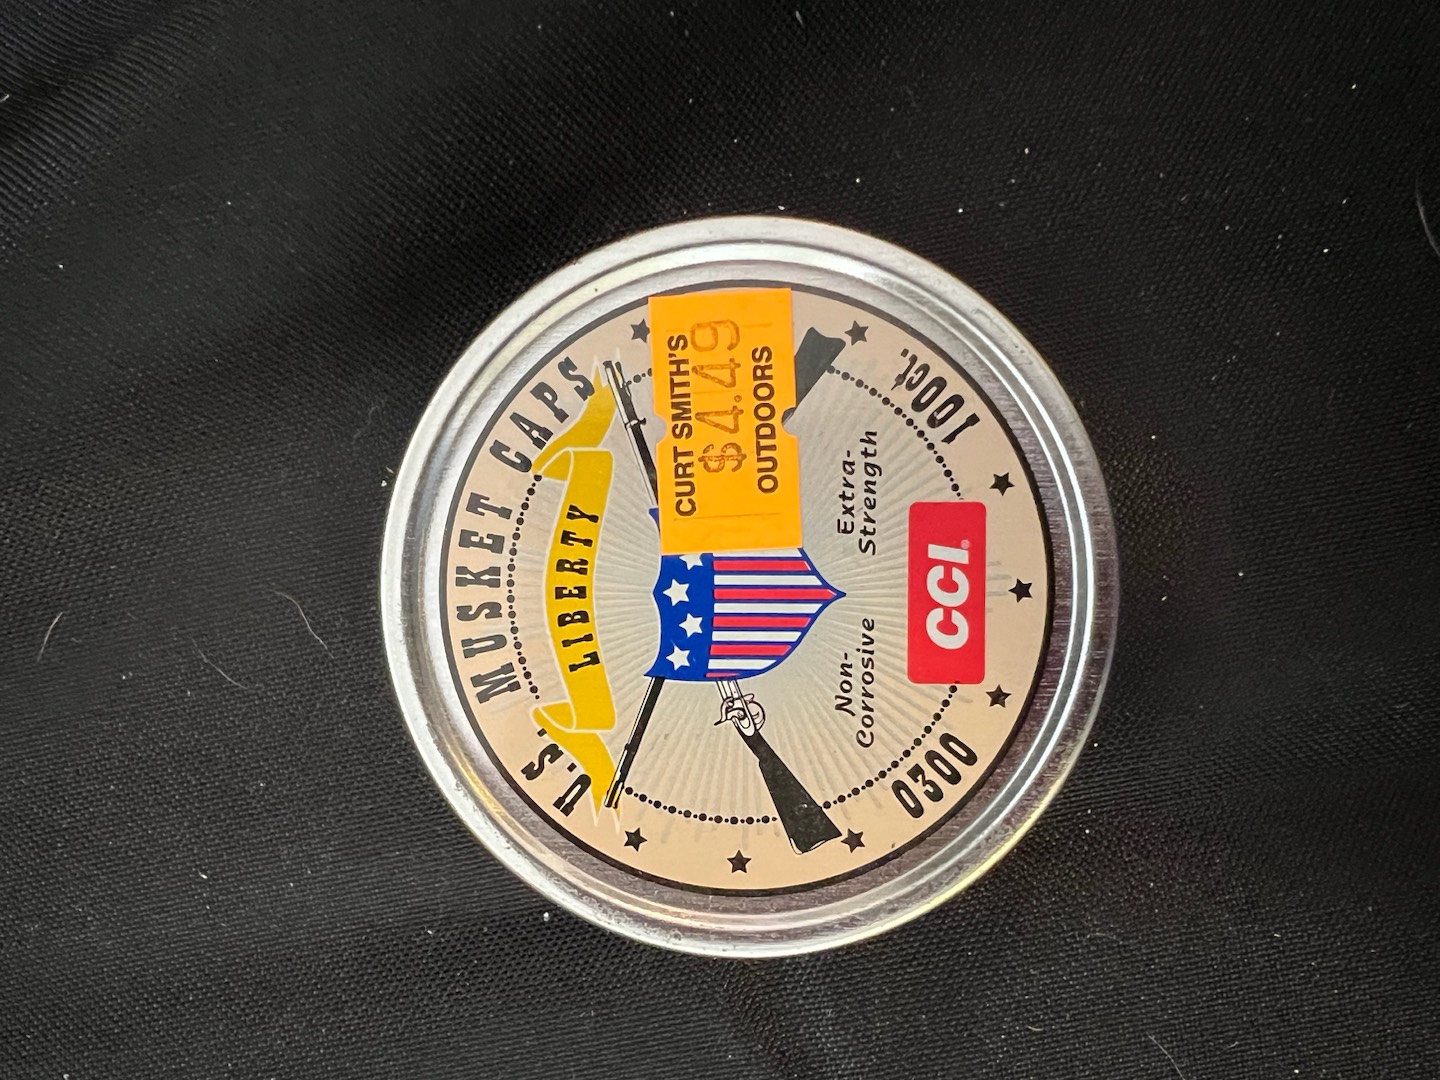 U.S. MUSKET CAPS
LIBERTY
CURT SMITH'S
$4.49
OUTDOORS
Non-
Corrosive
Extra-
Strength
CCI®
0300
100ct.